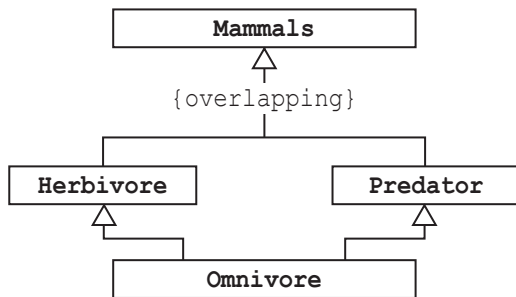 Mammals
{overlapping}
Herbivore
Predator
Omnivore